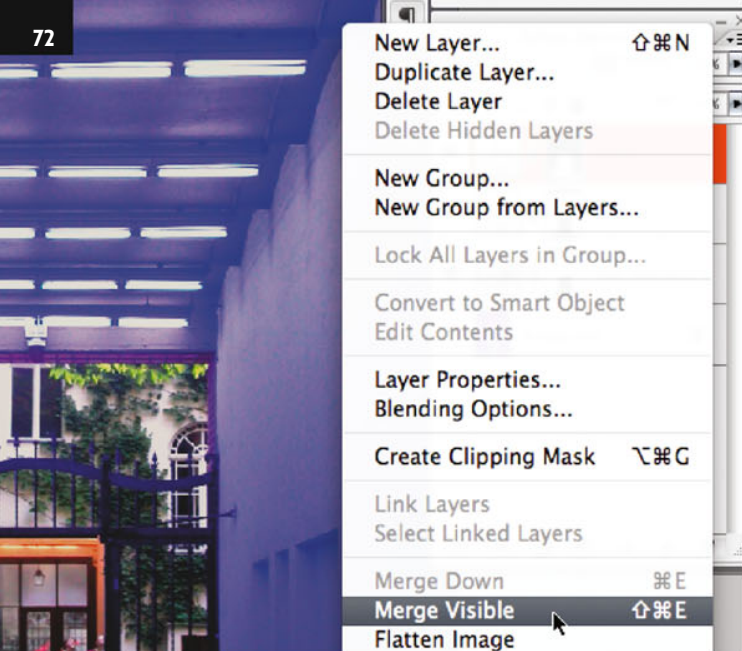 72
New Layer... ⇧⌘N
Duplicate Layer...
Delete Layer
Delete Hidden Layers
New Group...
New Group from Layers...
Lock All Layers in Group...
Convert to Smart Object
Edit Contents
Layer Properties...
Blending Options...
Create Clipping Mask ⌥⌘G
Link Layers
Select Linked Layers
Merge Down ⌘E
Merge Visible ⇧⌘E
Flatten Image